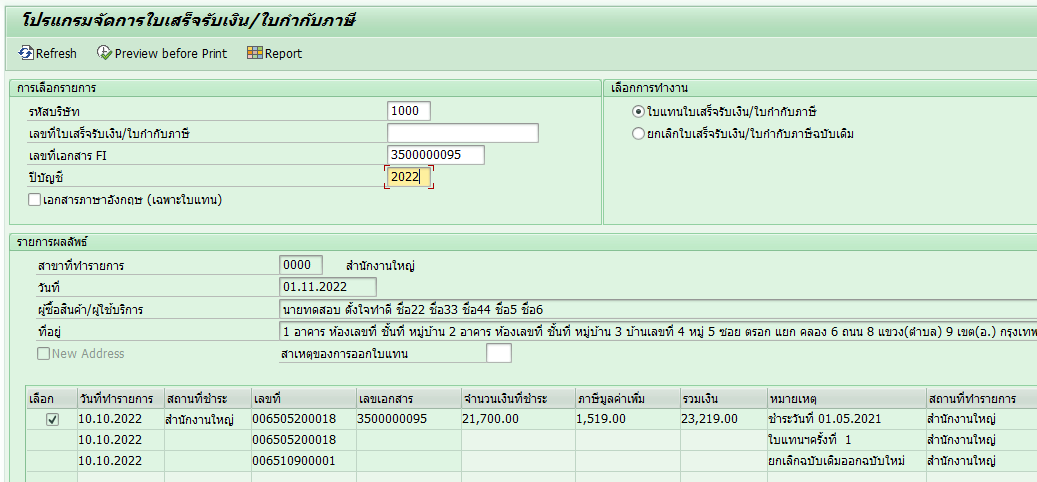 โปรแกรมจัดการใบเสร็จรับเงิน/ใบกำกับภาษี
Refresh Preview before Print Report
การเลือกรายการ
รหัสบริษัท 1000
เลขที่ใบเสร็จรับเงิน/ใบกำกับภาษี
เลขที่เอกสาร FI 3500000095
ปีบัญชี 2022
เอกสารภาษาอังกฤษ (เฉพาะใบแทน)
เลือกการทำงาน
ใบแทนใบเสร็จรับเงิน/ใบกำกับภาษี
ยกเลิกใบเสร็จรับเงิน/ใบกำกับภาษีฉบับเดิม
รายการผลลัพธ์
สาขาที่ทำรายการ 0000 สำนักงานใหญ่
วันที่ 01.11.2022
ผู้ซื้อสินค้า/ผู้ใช้บริการ นายทดสอบ ตั้งใจทำดี ชื่อ22 ชื่อ33 ชื่อ44 ชื่อ5 ชื่อ6
ที่อยู่ 1 อาคาร ห้องเลขที่ ชั้นที่ หมู่บ้าน 2 อาคาร ห้องเลขที่ ชั้นที่ หมู่บ้าน 3 บ้านเลขที่ 4 หมู่ 5 ซอย ตรอก แยก คลอง 6 ถนน 8 แขวง(ตำบล) 9 เขต(อ.) กรุงเทพ
New Address สาเหตุของการออกใบแทน
เลือก วันที่ทำรายการ สถานที่ชำระ เลขที่ เลขเอกสาร จำนวนเงินที่ชำระ ภาษีมูลค่าเพิ่ม รวมเงิน หมายเหตุ สถานที่ทำรายการ
10.10.2022 สำนักงานใหญ่ 006505200018 3500000095 21,700.00 1,519.00 23,219.00 ชำระวันที่ 01.05.2021 สำนักงานใหญ่
10.10.2022 006505200018 ใบแทนฯครั้งที่ 1 สำนักงานใหญ่
10.10.2022 006510900001 ยกเลิกฉบับเดิมออกฉบับใหม่ สำนักงานใหญ่